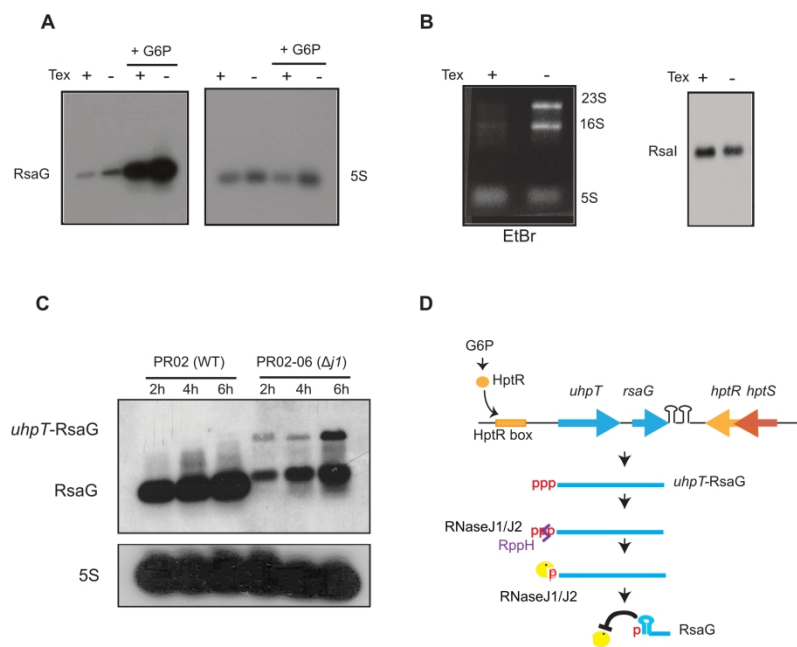 A
+ G6P + G6P
Tex + - + - + - + -
RsaG 5S
B
Tex + -
23S
16S
5S
EtBr
Tex + -
RsaI
C
PR02 (WT) PR02-06 (Δj1)
2h 4h 6h 2h 4h 6h
uhpT-RsaG
RsaG
5S
D
G6P
HptR
uhpT rsaG hptR hptS
HptR box
ppp uhpT-RsaG
RNaseJ1/J2 ppp
RppH
p
RNaseJ1/J2
p RsaG